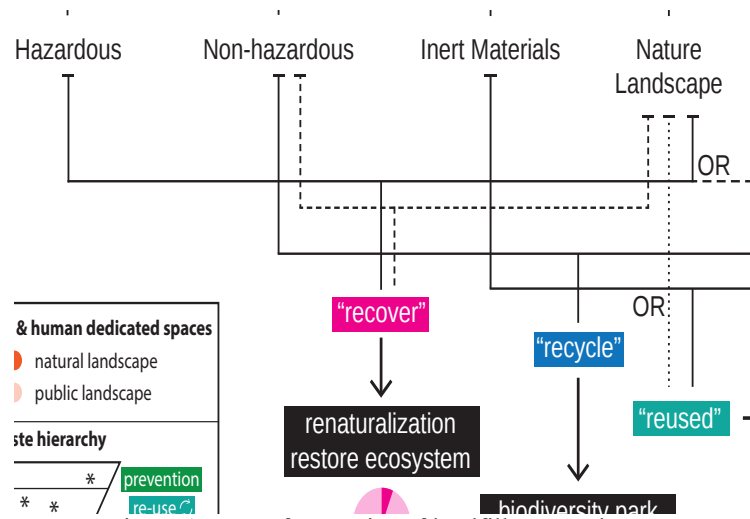 Hazardous
Non-hazardous
Inert Materials
Nature
Landscape
OR
OR
"recover"
"recycle"
"reused"
renaturalization
restore ecosystem
biodiversity park
& human dedicated spaces
natural landscape
public landscape
ste hierarchy
* prevention
* * re-use